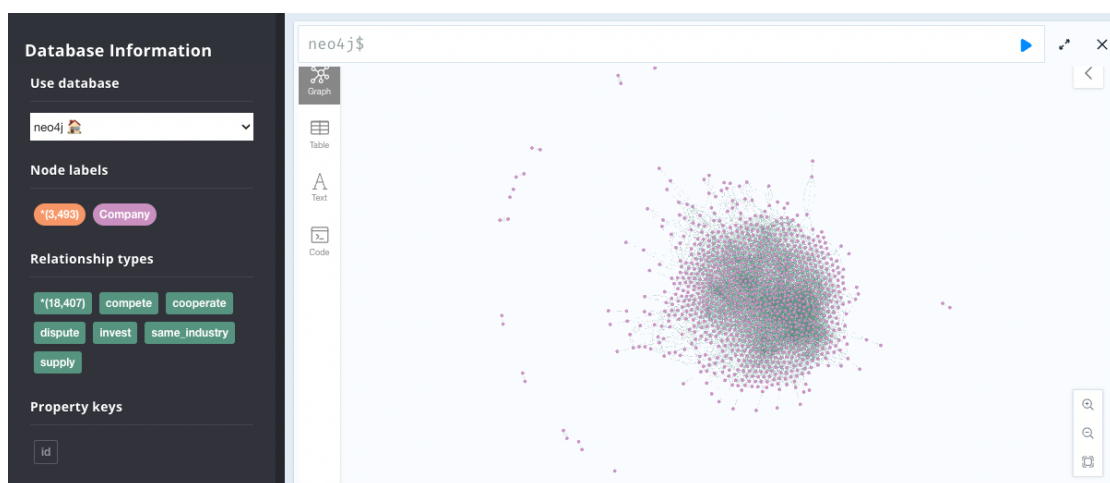 Database Information
Use database
neo4j
Node labels
*(3,493) Company
Relationship types
*(18,407) compete cooperate
dispute invest same_industry
supply
Property keys
id
neo4j$
Graph
Table
Text
Code